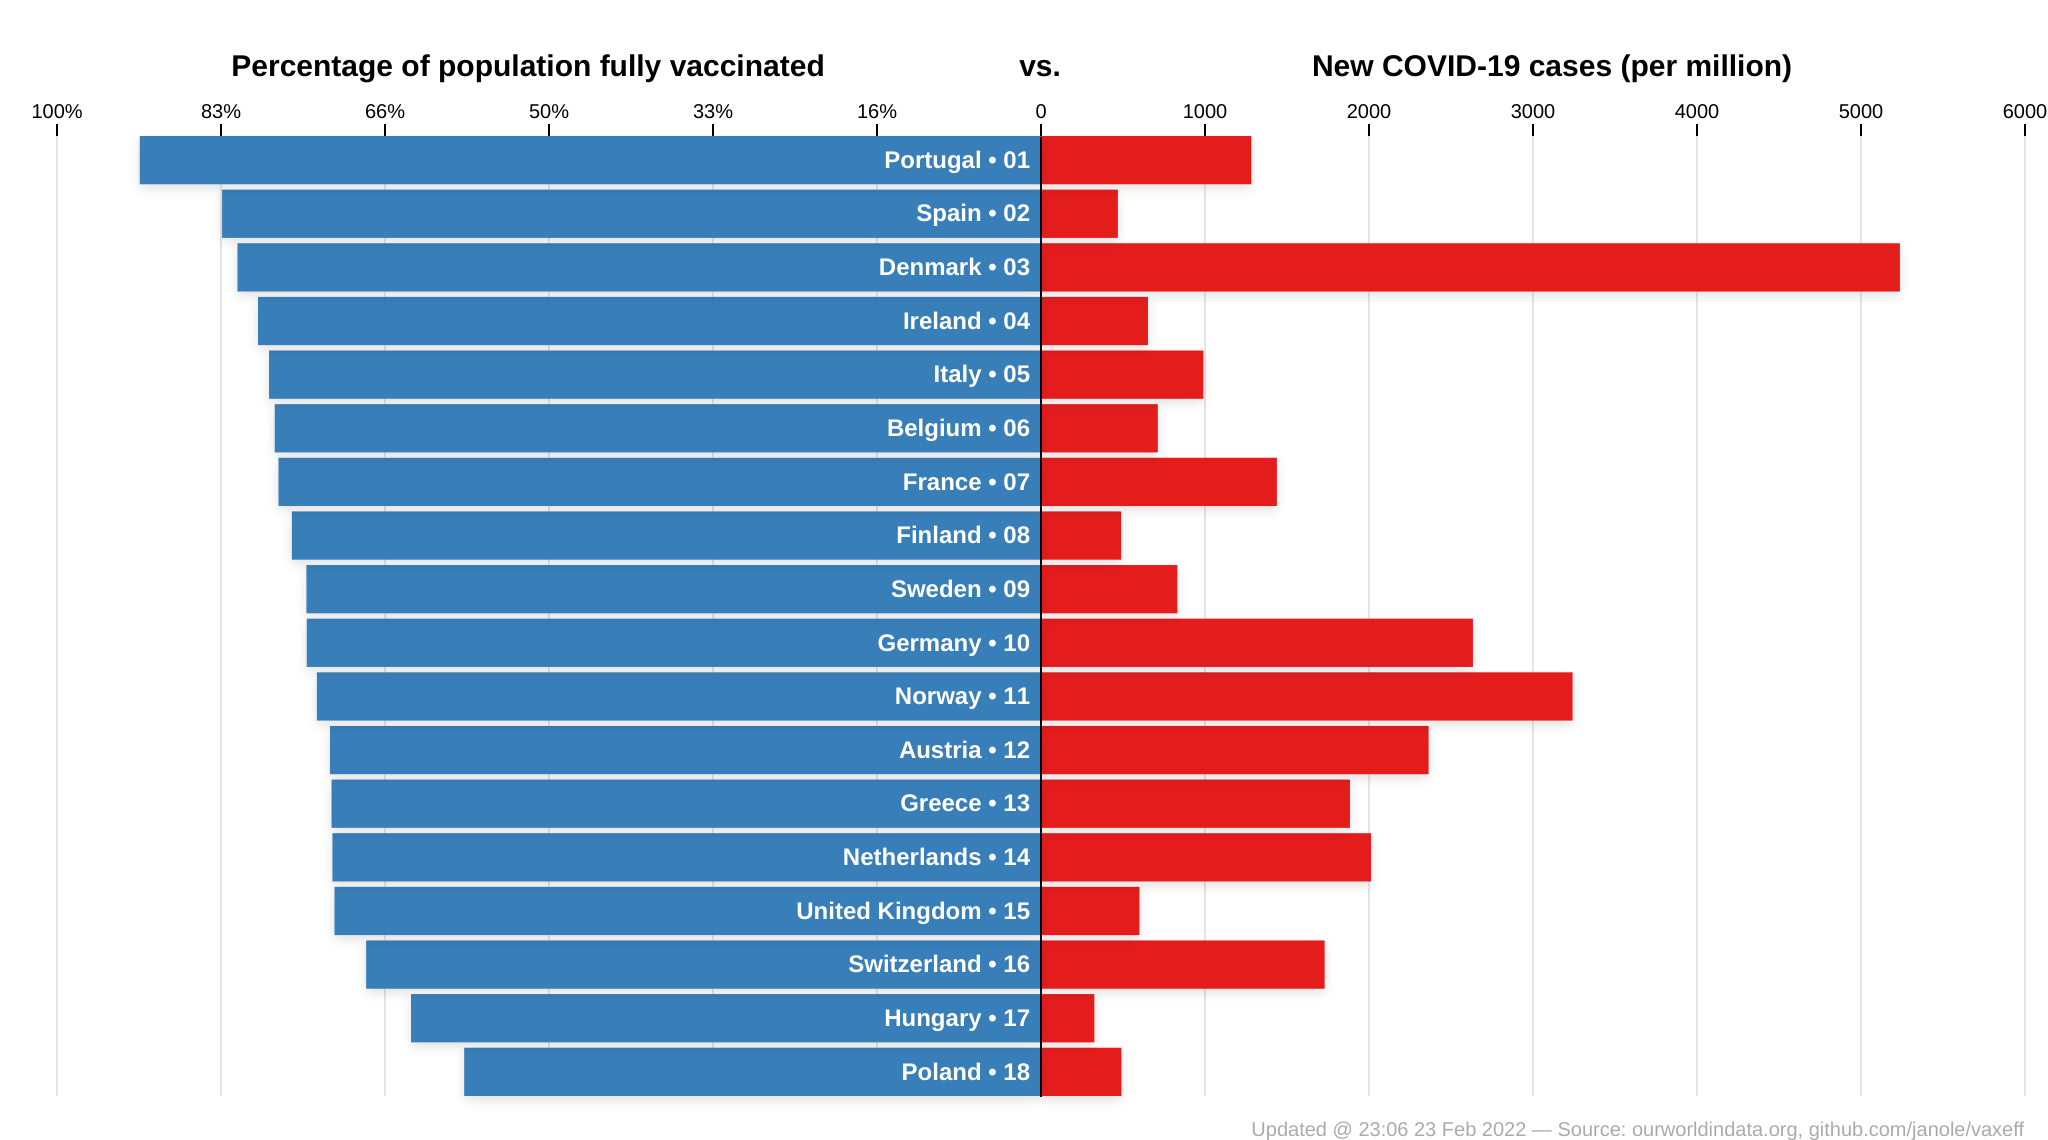 Percentage of population fully vaccinated vs. New COVID-19 cases (per million)
100% 83% 66% 50% 33% 16% 0 1000 2000 3000 4000 5000 6000
Portugal • 01
Spain • 02
Denmark • 03
Ireland • 04
Italy • 05
Belgium • 06
France • 07
Finland • 08
Sweden • 09
Germany • 10
Norway • 11
Austria • 12
Greece • 13
Netherlands • 14
United Kingdom • 15
Switzerland • 16
Hungary • 17
Poland • 18
Updated @ 23:06 23 Feb 2022 — Source: ourworldindata.org, github.com/janole/vaxeff